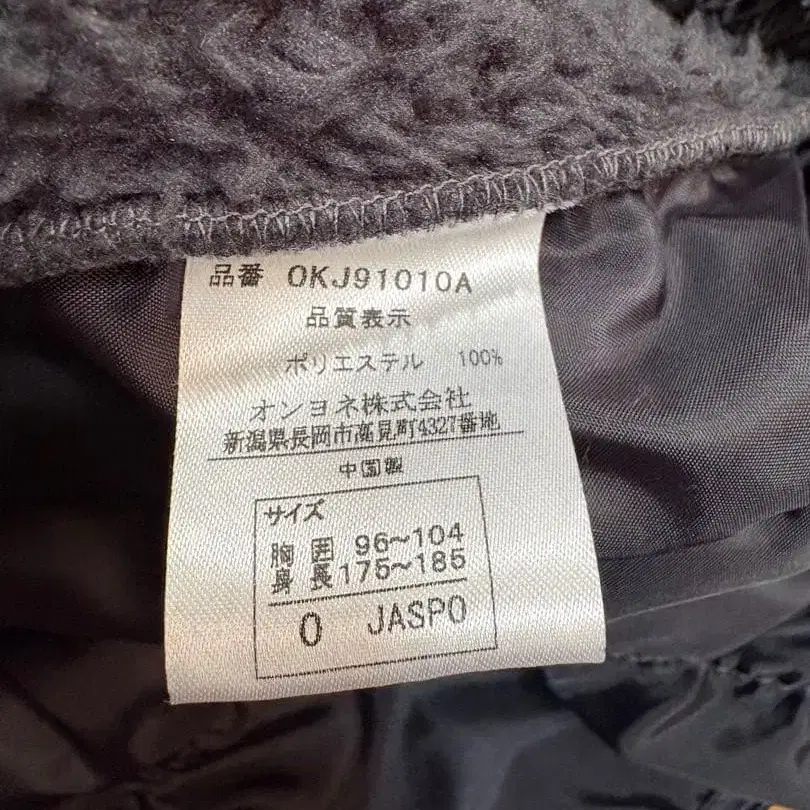 品番 OKJ91010A
品質表示
ポリエステル 100%
オンヨネ株式会社
新潟県長岡市高見町4327番地
中国製
サイズ
胸囲 96〜104
身長 175〜185
O JASPO